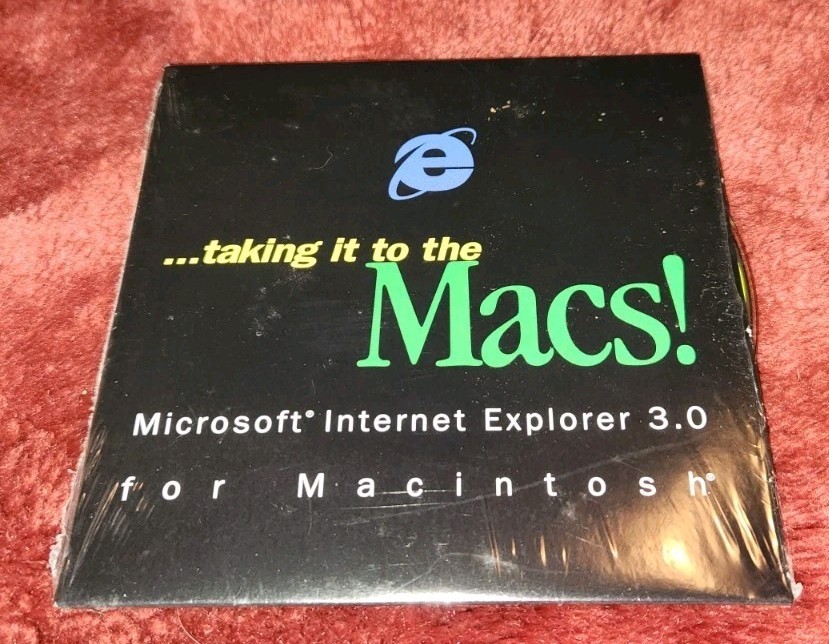 ...taking it to the
Macs!
Microsoft® Internet Explorer 3.0
for Macintosh®